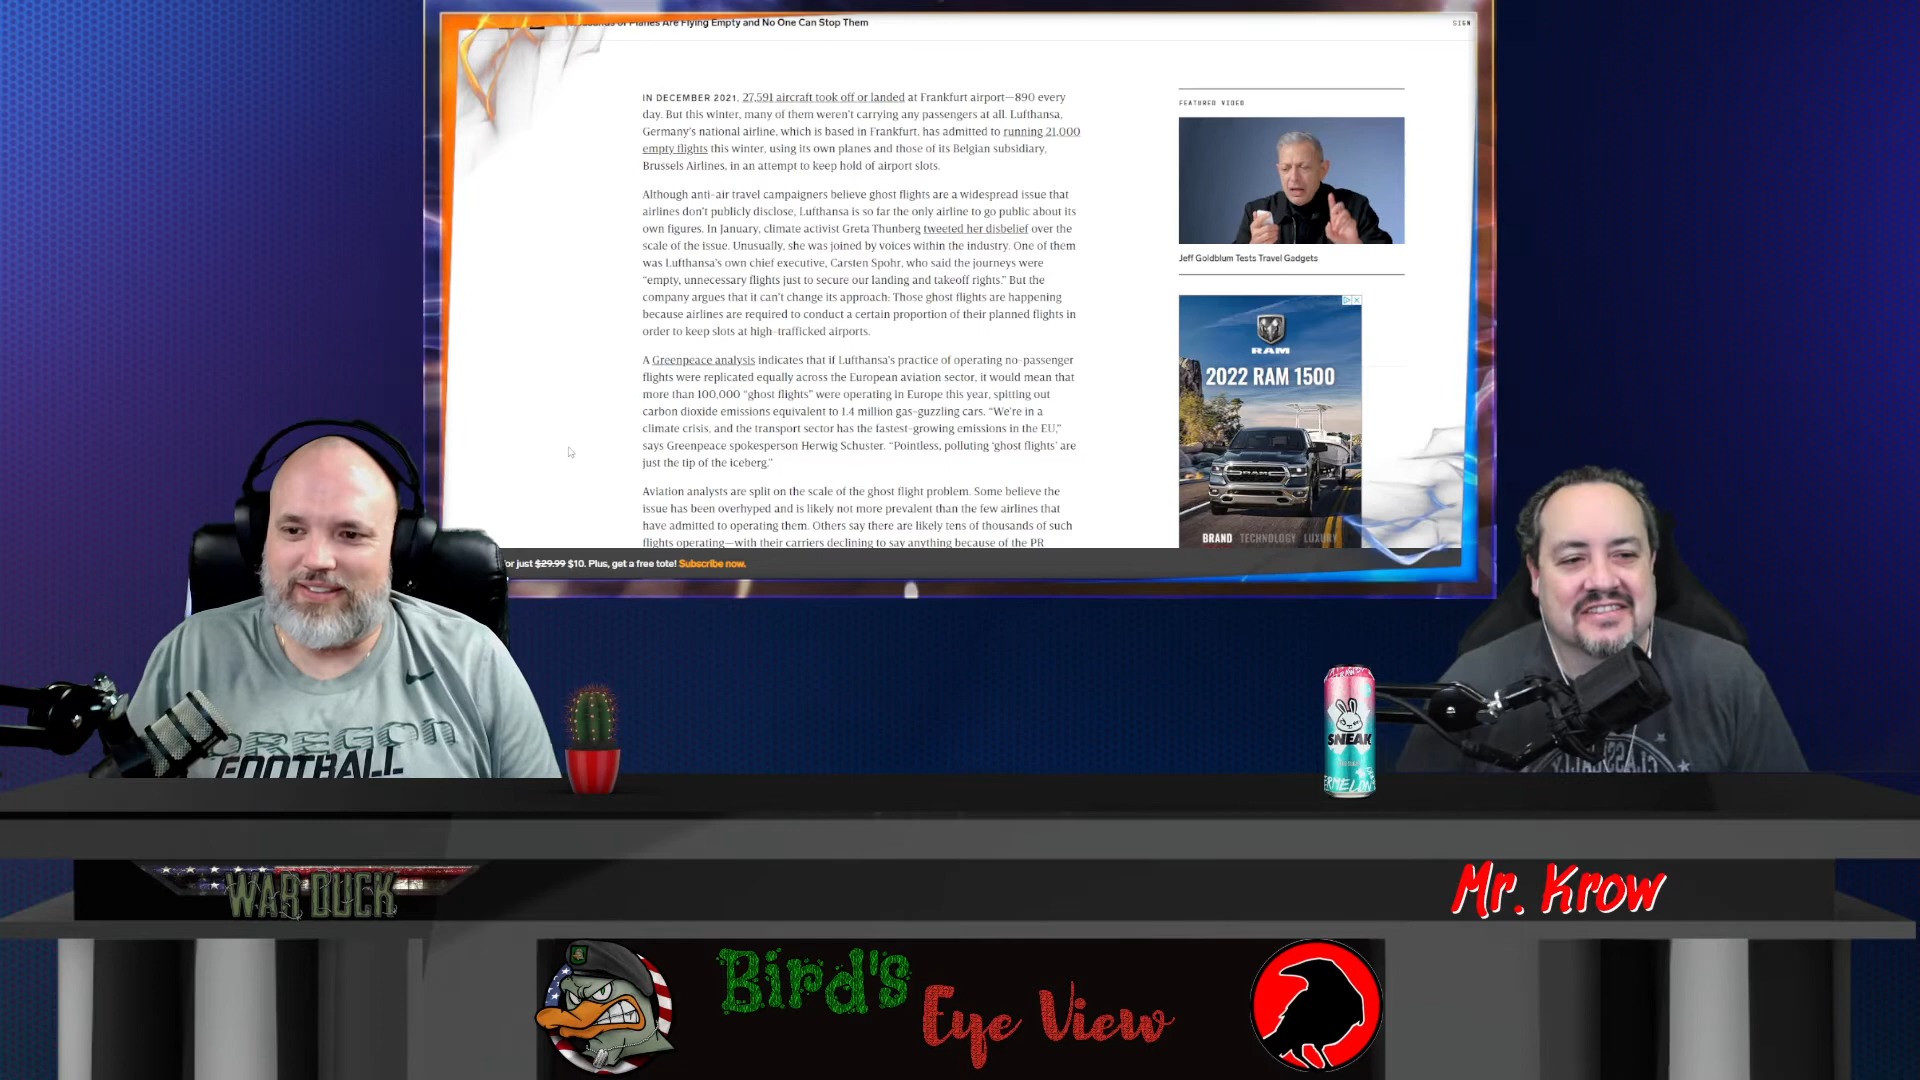 Planes Are Flying Empty and No One Can Stop Them
SIGN
IN DECEMBER 2021, 27,591 aircraft took off or landed at Frankfurt airport—890 every
day. But this winter, many of them weren't carrying any passengers at all. Lufthansa,
Germany's national airline, which is based in Frankfurt, has admitted to running 21,000
empty flights this winter, using its own planes and those of its Belgian subsidiary,
Brussels Airlines, in an attempt to keep hold of airport slots.
Although anti-air travel campaigners believe ghost flights are a widespread issue that
airlines don't publicly disclose, Lufthansa is so far the only airline to go public about its
own figures. In January, climate activist Greta Thunberg tweeted her disbelief over the
scale of the issue. Unusually, she was joined by voices within the industry. One of them
was Lufthansa's own chief executive, Carsten Spohr, who said the journeys were
"empty, unnecessary flights just to secure our landing and takeoff rights." But the
company argues that it can't change its approach: Those ghost flights are happening
because airlines are required to conduct a certain proportion of their planned flights in
order to keep slots at high-trafficked airports.
A Greenpeace analysis indicates that if Lufthansa's practice of operating no-passenger
flights were replicated equally across the European aviation sector, it would mean that
more than 100,000 "ghost flights" were operating in Europe this year, spitting out
carbon dioxide emissions equivalent to 1.4 million gas-guzzling cars. "We're in a
climate crisis, and the transport sector has the fastest-growing emissions in the EU,"
says Greenpeace spokesperson Herwig Schuster. "Pointless, polluting 'ghost flights' are
just the tip of the iceberg."
Aviation analysts are split on the scale of the ghost flight problem. Some believe the
issue has been overhyped and is likely not more prevalent than the few airlines that
have admitted to operating them. Others say there are likely tens of thousands of such
flights operating—with their carriers declining to say anything because of the PR
FEATURED VIDEO
Jeff Goldblum Tests Travel Gadgets
RAM
2022 RAM 1500
RAM
BRAND TECHNOLOGY LUXURY
or just $29.99 $10. Plus, get a free tote! Subscribe now.
OREGON
FOOTBALL
SNEAK
WAR DUCK
Mr. Krow
Bird's
Eye View